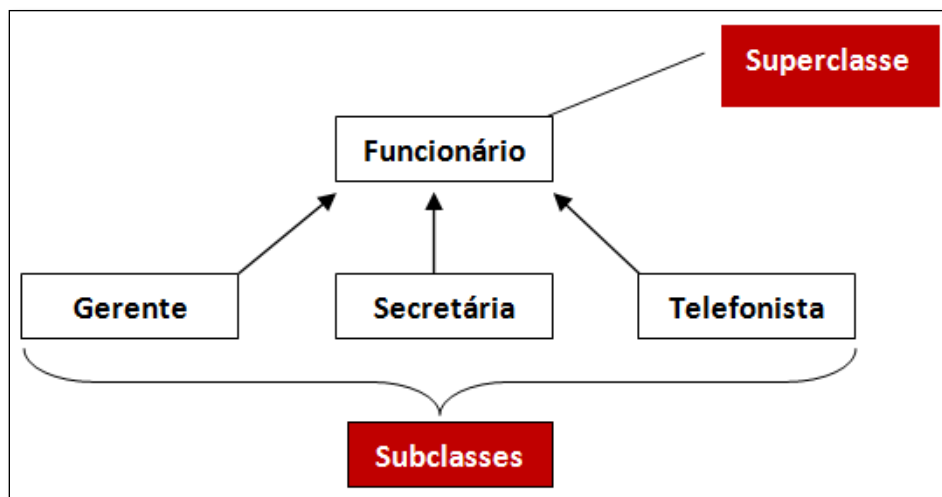 Superclasse
Funcionário
Gerente
Secretária
Telefonista
Subclasses